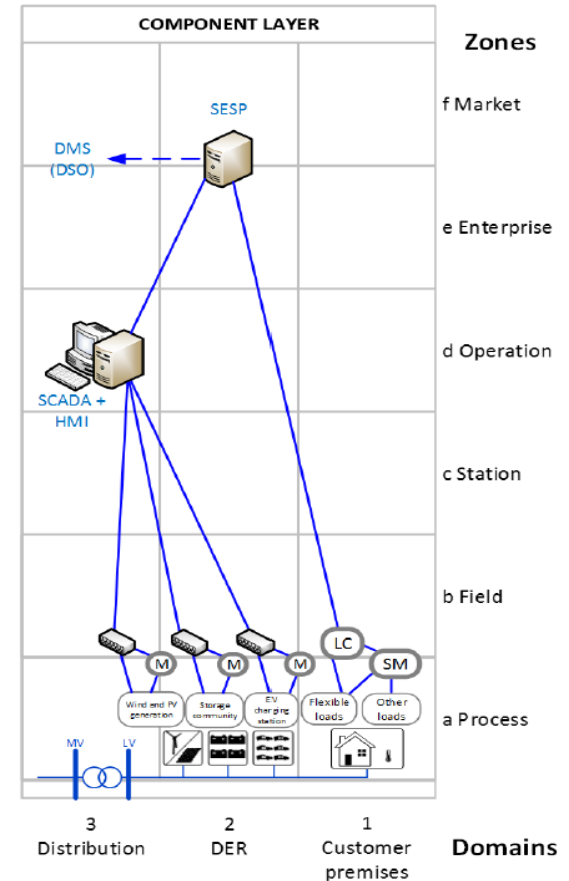 COMPONENT LAYER
Zones
SESP
f Market
DMS
(DSO)
e Enterprise
d Operation
SCADA +
HMI
c Station
b Field
LC
M
M
M
SM
Wind and PV
generation
Storage
community
EV
charging
station
Flexible
loads
Other
loads
a Process
MV
LV
3
Distribution
2
DER
1
Customer
premises
Domains